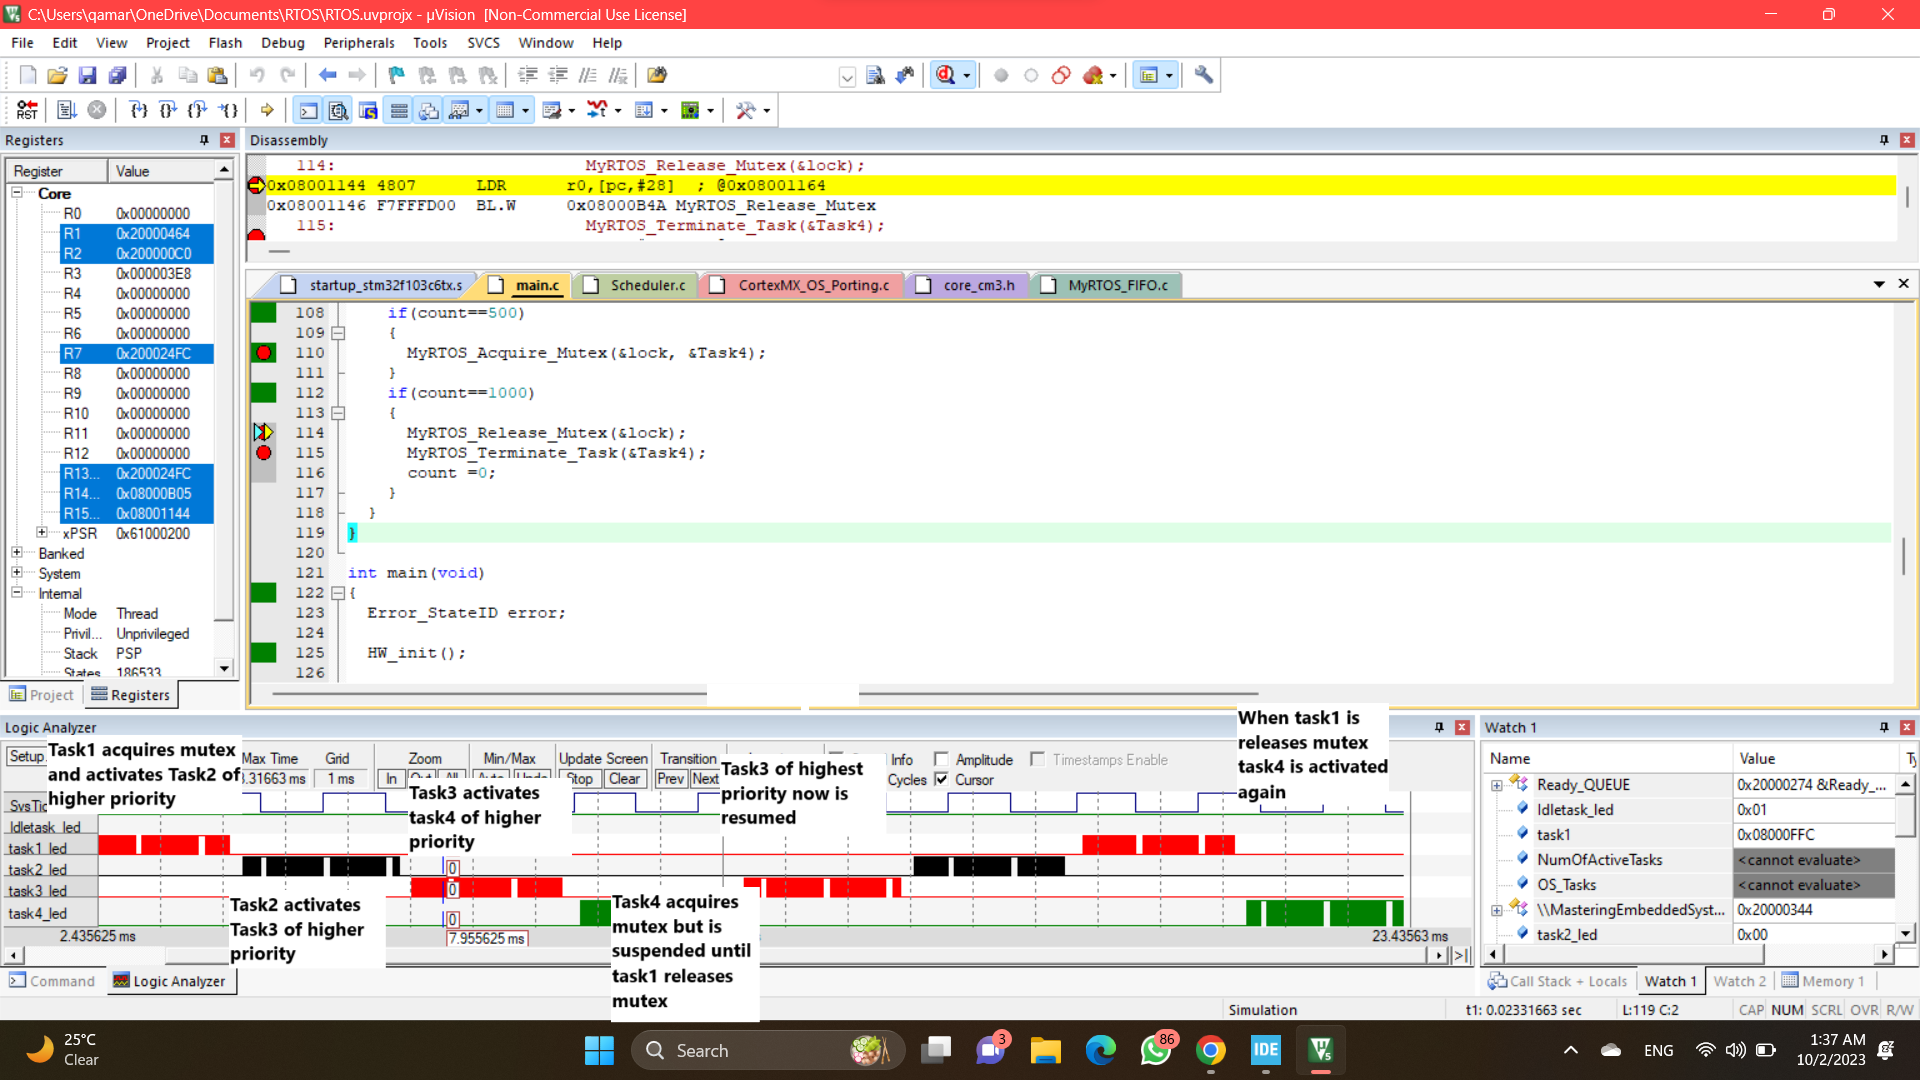 C:\Users\qamar\OneDrive\Documents\RTOS\RTOS.uvprojx - µVision [Non-Commercial Use License]
File Edit View Project Flash Debug Peripherals Tools SVCS Window Help
RST
Registers
Register Value
Core
R0 0x00000000
R1 0x20000464
R2 0x200000C0
R3 0x000003E8
R4 0x00000000
R5 0x00000000
R6 0x00000000
R7 0x200024FC
R8 0x00000000
R9 0x00000000
R10 0x00000000
R11 0x00000000
R12 0x00000000
R13... 0x200024FC
R14... 0x08000B05
R15... 0x08001144
xPSR 0x61000200
Banked
System
Internal
Mode Thread
Privil... Unprivileged
Stack PSP
States 186533
Project Registers
Disassembly
114: MyRTOS_Release_Mutex(&lock);
0x08001144 4807 LDR r0,[pc,#28] ; @0x08001164
0x08001146 F7FFFD00 BL.W 0x08000B4A MyRTOS_Release_Mutex
115: MyRTOS_Terminate_Task(&Task4);
startup_stm32f103c6tx.s main.c Scheduler.c CortexMX_OS_Porting.c core_cm3.h MyRTOS_FIFO.c
108 if(count==500)
109 {
110 MyRTOS_Acquire_Mutex(&lock, &Task4);
111 }
112 if(count==1000)
113 {
114 MyRTOS_Release_Mutex(&lock);
115 MyRTOS_Terminate_Task(&Task4);
116 count =0;
117 }
118 }
119 }
120
121 int main(void)
122 {
123 Error_StateID error;
124
125 HW_init();
126
Logic Analyzer
Setup Max Time Grid Zoom Min/Max Update Screen Transition Info Amplitude Timestamps Enable
3.31663 ms 1 ms In Out All Auto Undo Stop Clear Prev Next Cycles Cursor
Task1 acquires mutex
and activates Task2 of
higher priority
Task3 activates
task4 of higher
priority
Task3 of highest
priority now is
resumed
When task1 is
releases mutex
task4 is activated
again
SysTic
Idletask_led
task1_led
task2_led 0
task3_led 0
task4_led 0
Task2 activates
Task3 of higher
priority
Task4 acquires
mutex but is
suspended until
task1 releases
mutex
2.435625 ms 7.955625 ms s 23.43563 ms
Command Logic Analyzer
Watch 1
Name Value Ty
Ready_QUEUE 0x20000274 &Ready_...
Idletask_led 0x01
task1 0x08000FFC
NumOfActiveTasks <cannot evaluate>
OS_Tasks <cannot evaluate>
\\MasteringEmbeddedSyst... 0x20000344
task2_led 0x00
Call Stack + Locals Watch 1 Watch 2 Memory 1
Simulation t1: 0.02331663 sec L:119 C:2 CAP NUM SCRL OVR R/W
25°C
Clear
Search
3
86
IDE
ENG
1:37 AM
10/2/2023